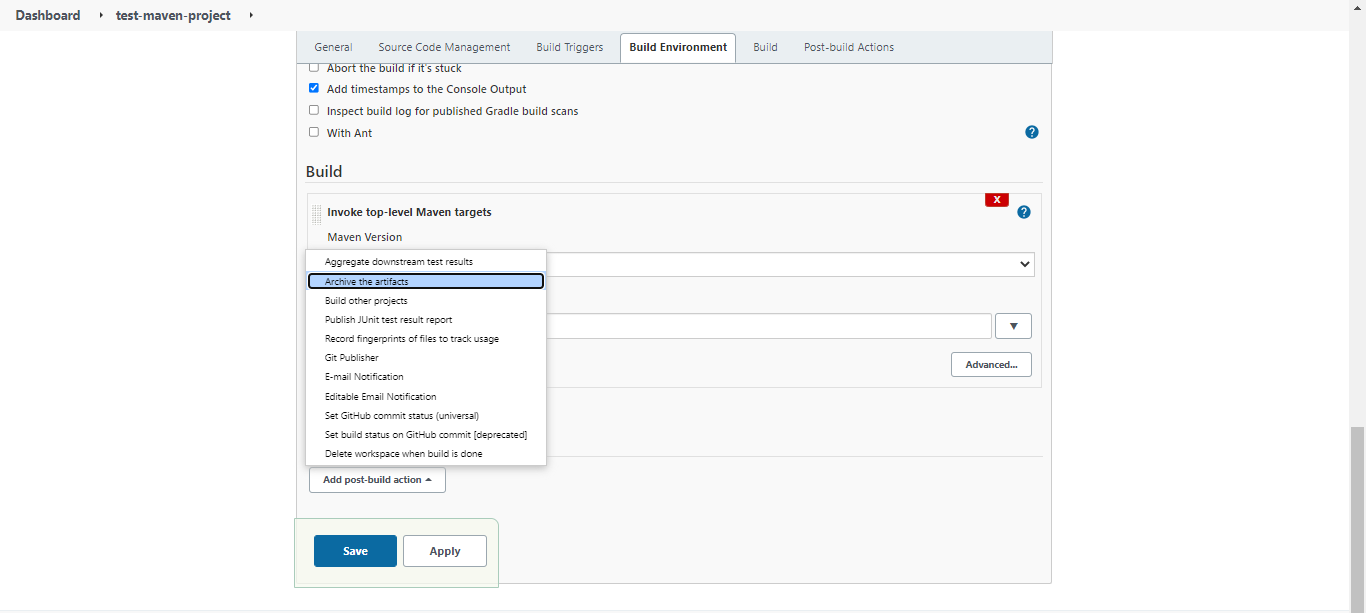 Dashboard
test-maven-project
General Source Code Management Build Triggers Build Environment Build Post-build Actions
Abort the build if it's stuck
Add timestamps to the Console Output
Inspect build log for published Gradle build scans
With Ant
?
Build
X
Invoke top-level Maven targets
?
Maven Version
Aggregate downstream test results
Archive the artifacts
Build other projects
Publish JUnit test result report
Record fingerprints of files to track usage
Git Publisher
E-mail Notification
Editable Email Notification
Set GitHub commit status (universal)
Set build status on GitHub commit [deprecated]
Delete workspace when build is done
Advanced...
Add post-build action
Save
Apply